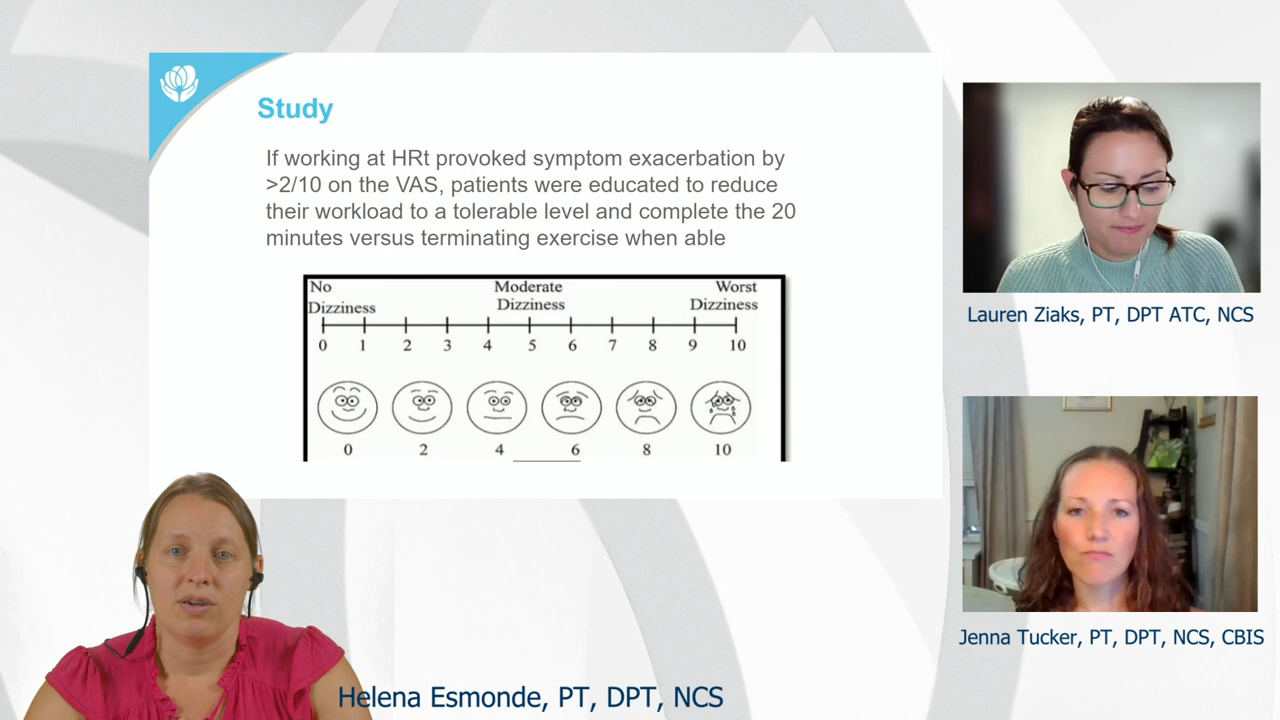 Study
If working at HRt provoked symptom exacerbation by
>2/10 on the VAS, patients were educated to reduce
their workload to a tolerable level and complete the 20
minutes versus terminating exercise when able
No Moderate Worst
Dizziness Dizziness Dizziness
0 1 2 3 4 5 6 7 8 9 10
0 2 4 6 8 10
Lauren Ziaks, PT, DPT ATC, NCS
Jenna Tucker, PT, DPT, NCS, CBIS
Helena Esmonde, PT, DPT, NCS